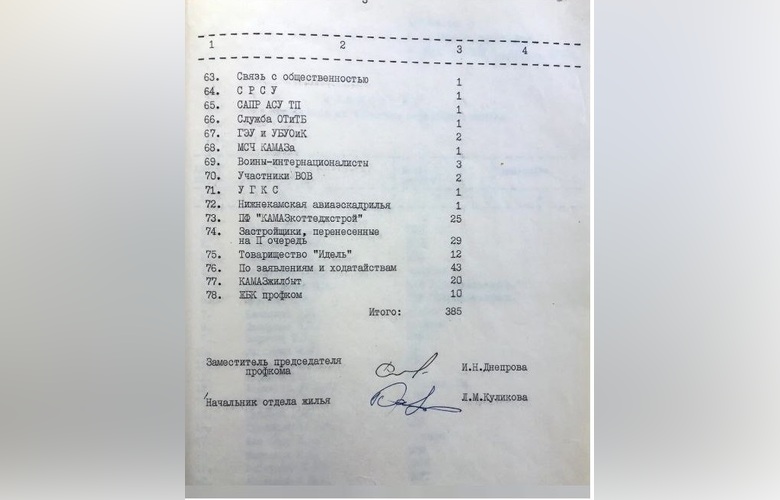 1 2 3 4
63. Связь с общественностью 1
64. С Р С У 1
65. САПР АСУ ТП 1
66. Служба ОТиТБ 1
67. ГЭУ и УБУОиК 2
68. МСЧ КАМАЗа 1
69. Воины-интернационалисты 3
70. Участники ВОВ 2
71. У Г К С 1
72. Нижнекамская авиаэскадрилья 1
73. ПФ "КАМАЗкоттеджстрой" 25
74. Застройщики, перенесенные
на II очередь 29
75. Товарищество "Идель" 12
76. По заявлениям и ходатайствам 43
77. КАМАЗжилбыт 20
78. ЖБК профком 10
Итого: 385
Заместитель председателя
профкома И.Н.Днепрова
Начальник отдела жилья Л.М.Куликова